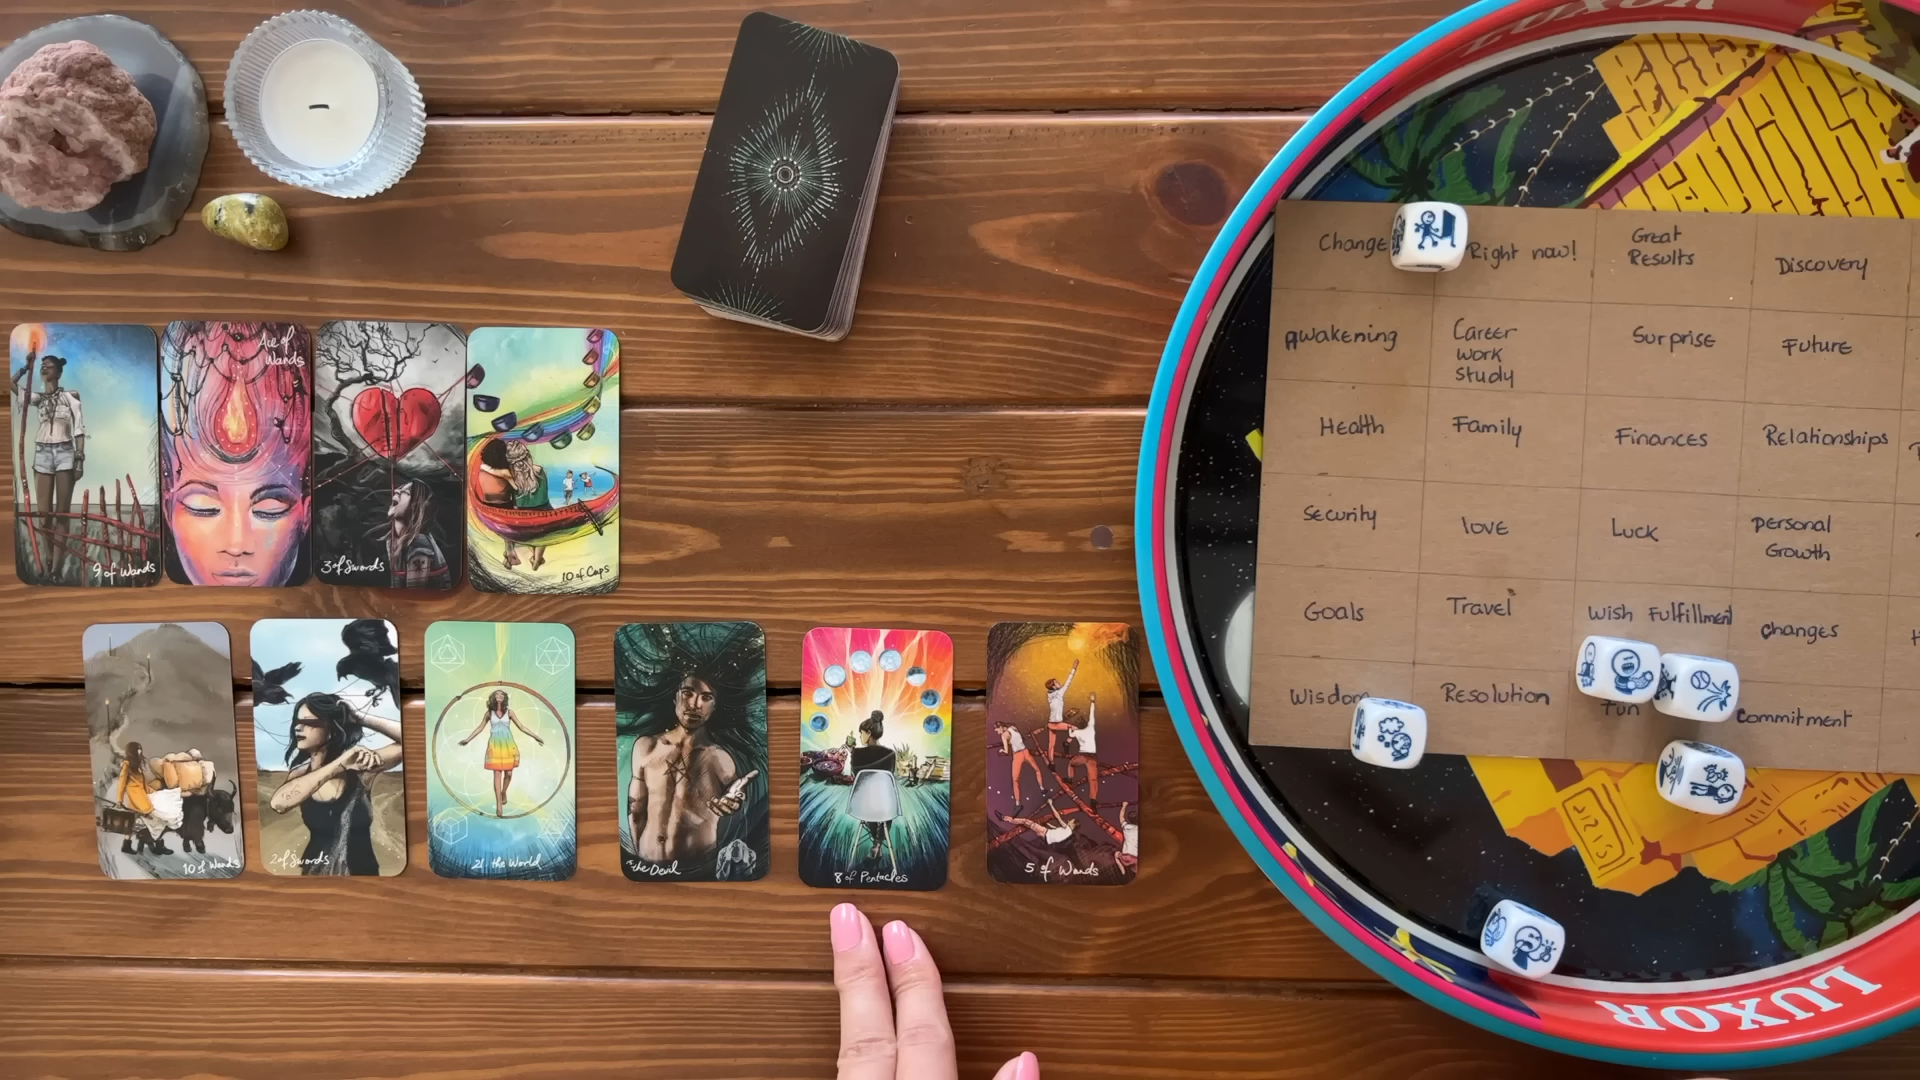 LUXOR
Change
Right now!
Great
Results
Discovery
Awakening
Career
Work
Study
Surprise
Future
Health
Family
Finances
Relationships
Security
love
Luck
personal
Growth
Goals
Travel
Wish Fulfillment
changes
Wisdom
Resolution
Fun
Commitment
LUXOR
Ace of
Wands
9 of Wands
3 of Swords
10 of Cups
10 of Wands
2 of Swords
21 the World
the Devil
8 of Pentacles
5 of Wands